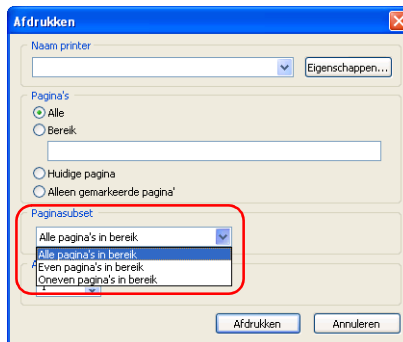 Afdrukken
Naam printer
Eigenschappen...
Pagina's
Alle
Bereik
Huidige pagina
Alleen gemarkeerde pagina'
Paginasubset
Alle pagina's in bereik
Alle pagina's in bereik
Even pagina's in bereik
Oneven pagina's in bereik
Afdrukken Annuleren